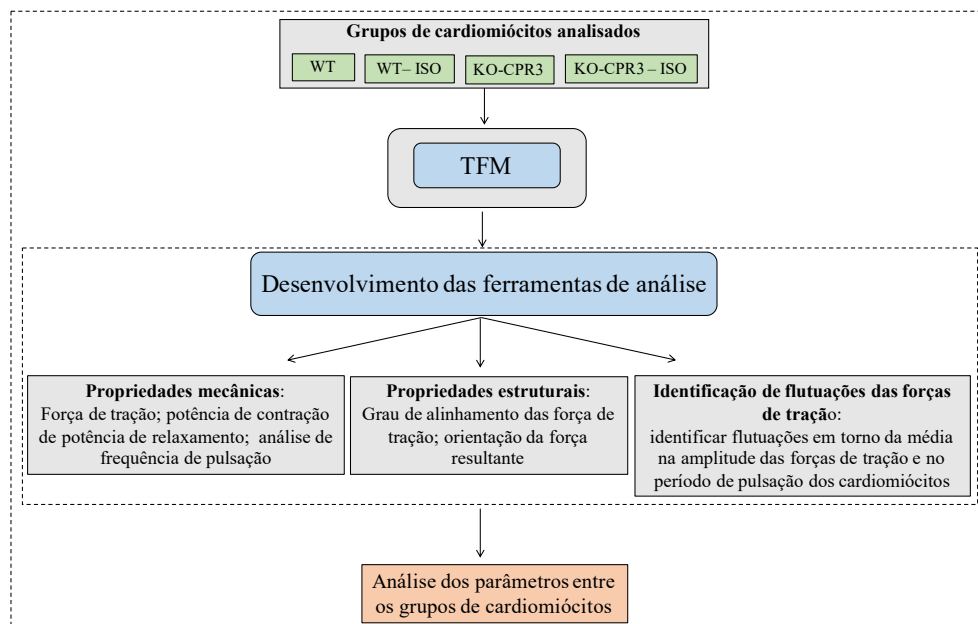 Grupos de cardiomiócitos analisados
WT
WT– ISO
KO-CPR3
KO-CPR3 – ISO
TFM
Desenvolvimento das ferramentas de análise
Propriedades mecânicas:
Força de tração; potência de contração
de potência de relaxamento; análise de
frequência de pulsação
Propriedades estruturais:
Grau de alinhamento das força de
tração; orientação da força
resultante
Identificação de flutuações das forças
de tração:
identificar flutuações em torno da média
na amplitude das forças de tração e no
período de pulsação dos cardiomiócitos
Análise dos parâmetros entre
os grupos de cardiomiócitos